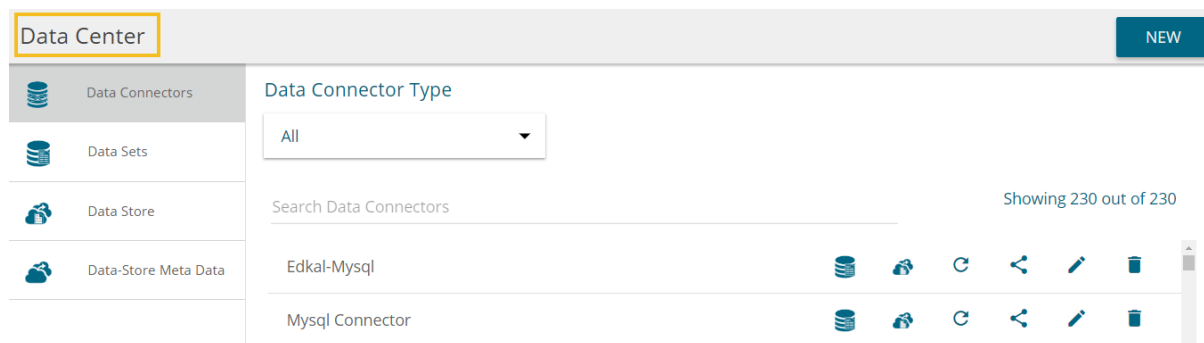 Data Center
NEW
Data Connectors
Data Sets
Data Store
Data-Store Meta Data
Data Connector Type
All
Search Data Connectors
Showing 230 out of 230
Edkal-Mysql
Mysql Connector